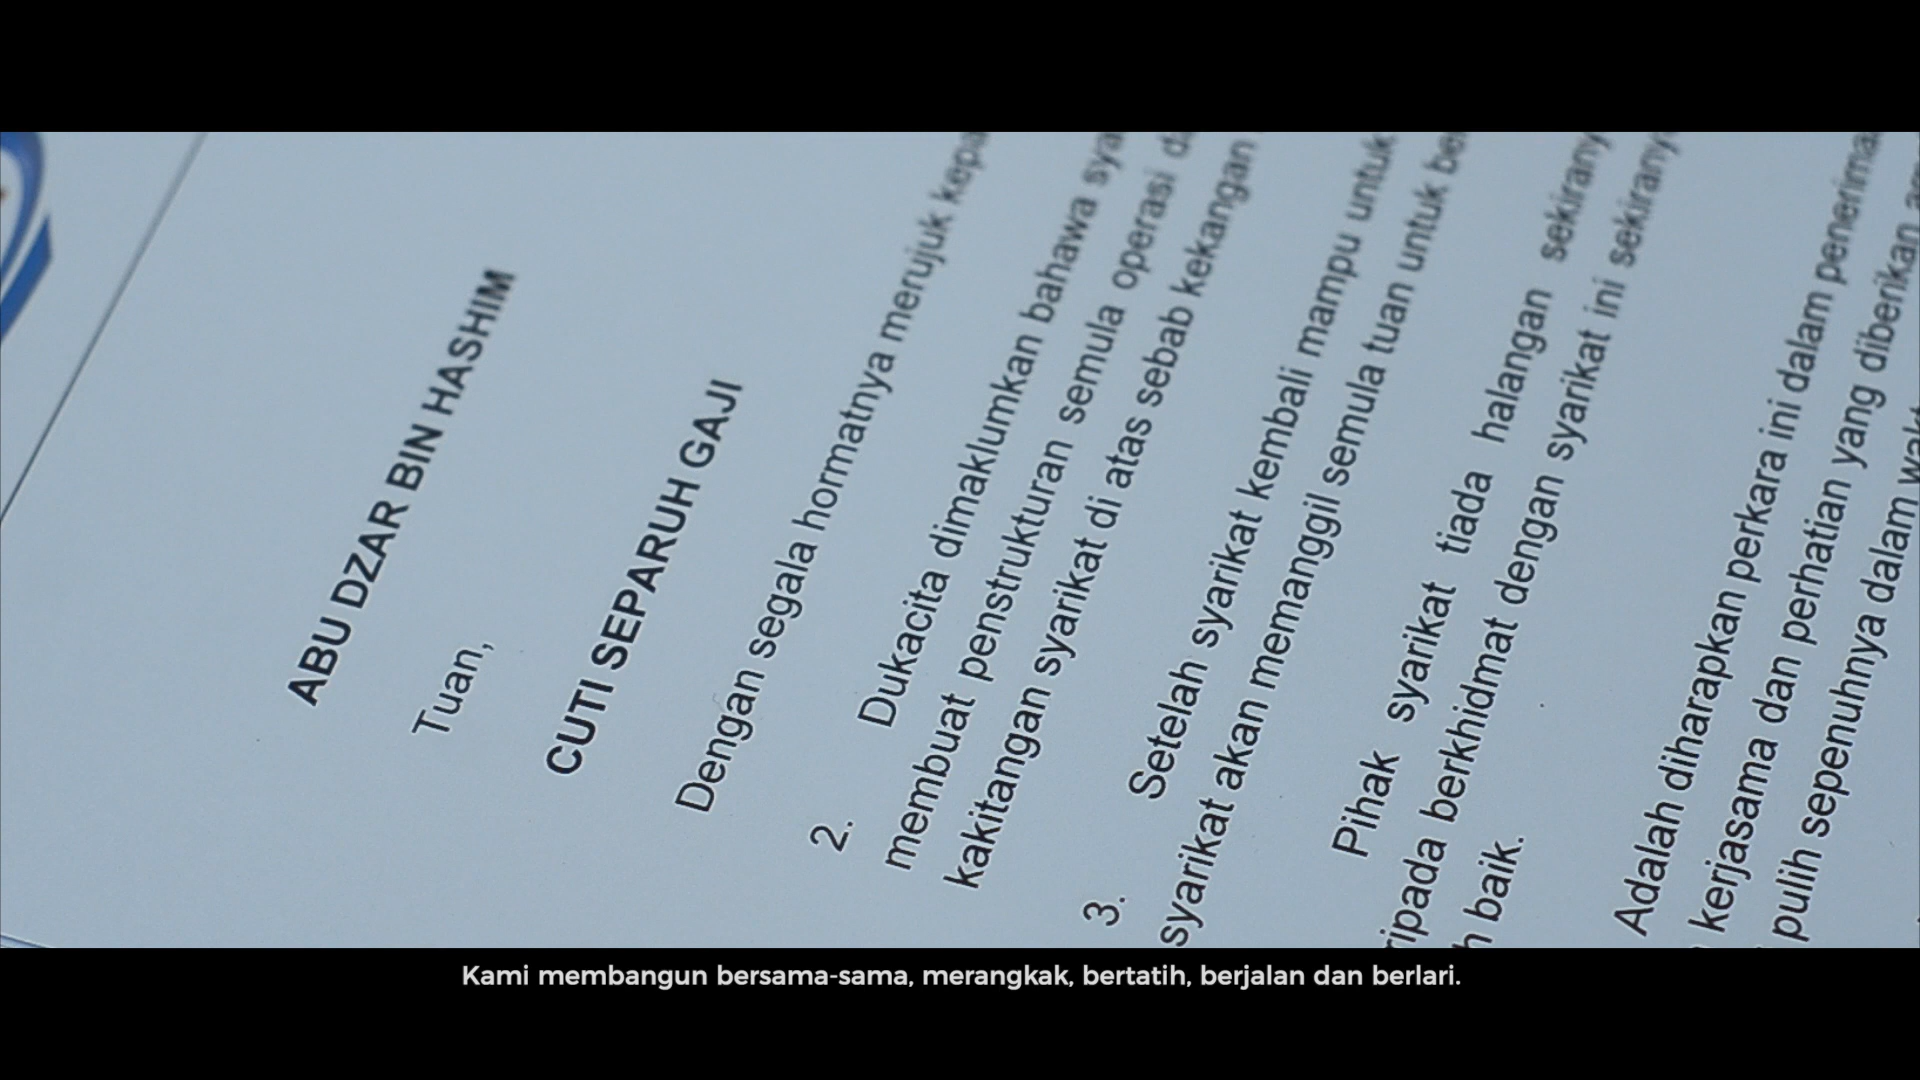 ABU DZAR BIN HASHIM
Tuan,
CUTI SEPARUH GAJI
Dengan segala hormatnya merujuk
2. Dukacita dimaklumkan bahawa
membuat penstrukturan semula operasi
kakitangan syarikat di atas sebab kekangan
3. Setelah syarikat kembali mampu untuk
syarikat akan memanggil semula tuan untuk
Pihak syarikat tiada halangan
berkhidmat dengan syarikat ini
baik.
Adalah diharapkan perkara ini dalam
kerjasama dan perhatian yang diberikan
pulih sepenuhnya dalam
Kami membangun bersama-sama, merangkak, bertatih, berjalan dan berlari.